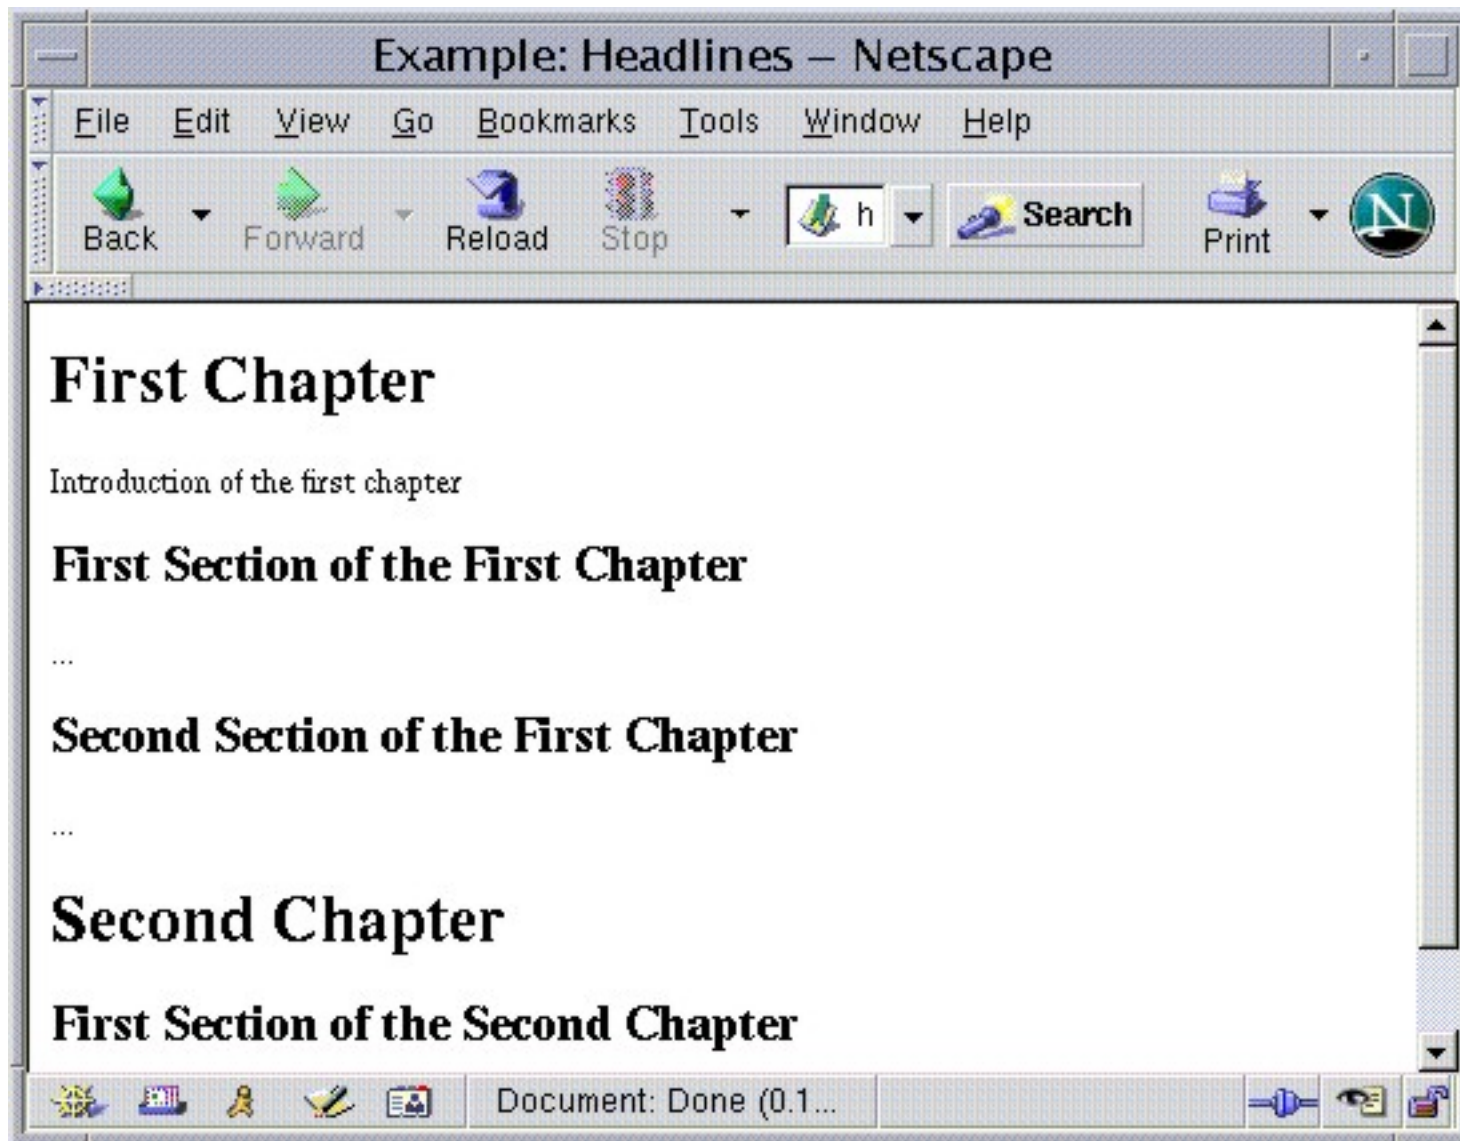 Example: Headlines – Netscape
File Edit View Go Bookmarks Tools Window Help
Back Forward Reload Stop h Search Print N
First Chapter
Introduction of the first chapter
First Section of the First Chapter
...
Second Section of the First Chapter
...
Second Chapter
First Section of the Second Chapter
Document: Done (0.1...